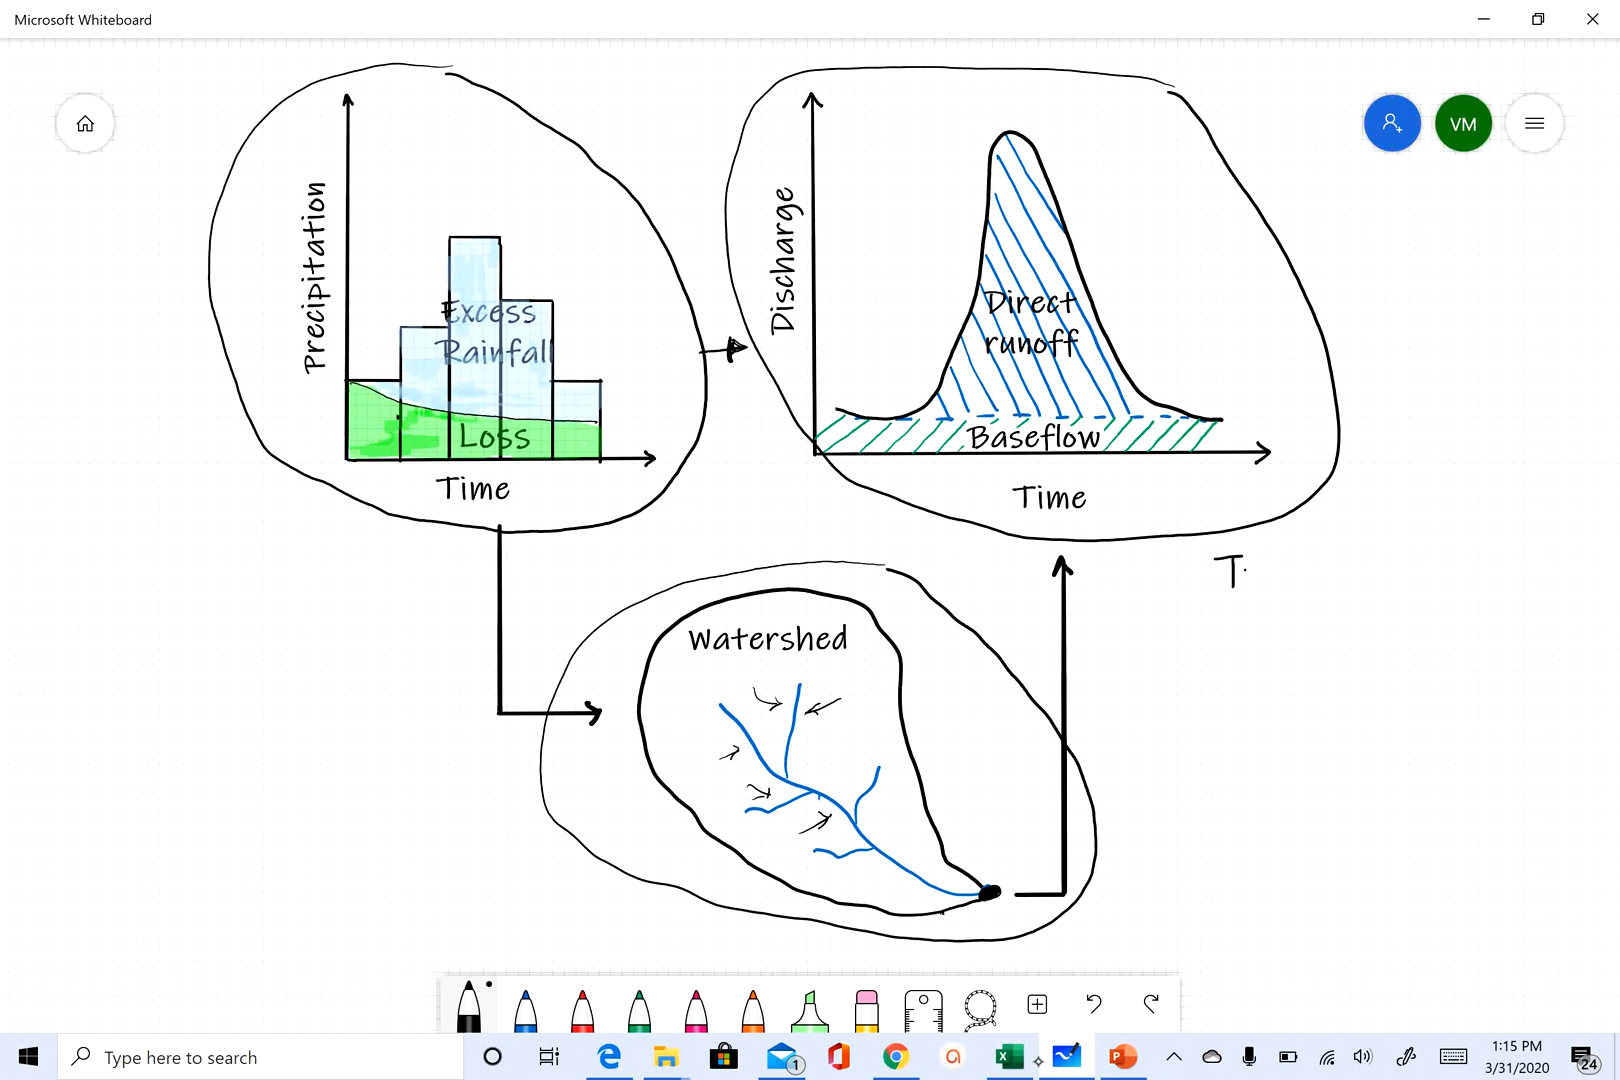 Microsoft Whiteboard
VM
Precipitation
Excess
Rainfall
Loss
Time
Discharge
Direct
runoff
Baseflow
Time
T.
Watershed
Type here to search
1
X
P
1:15 PM
3/31/2020
24